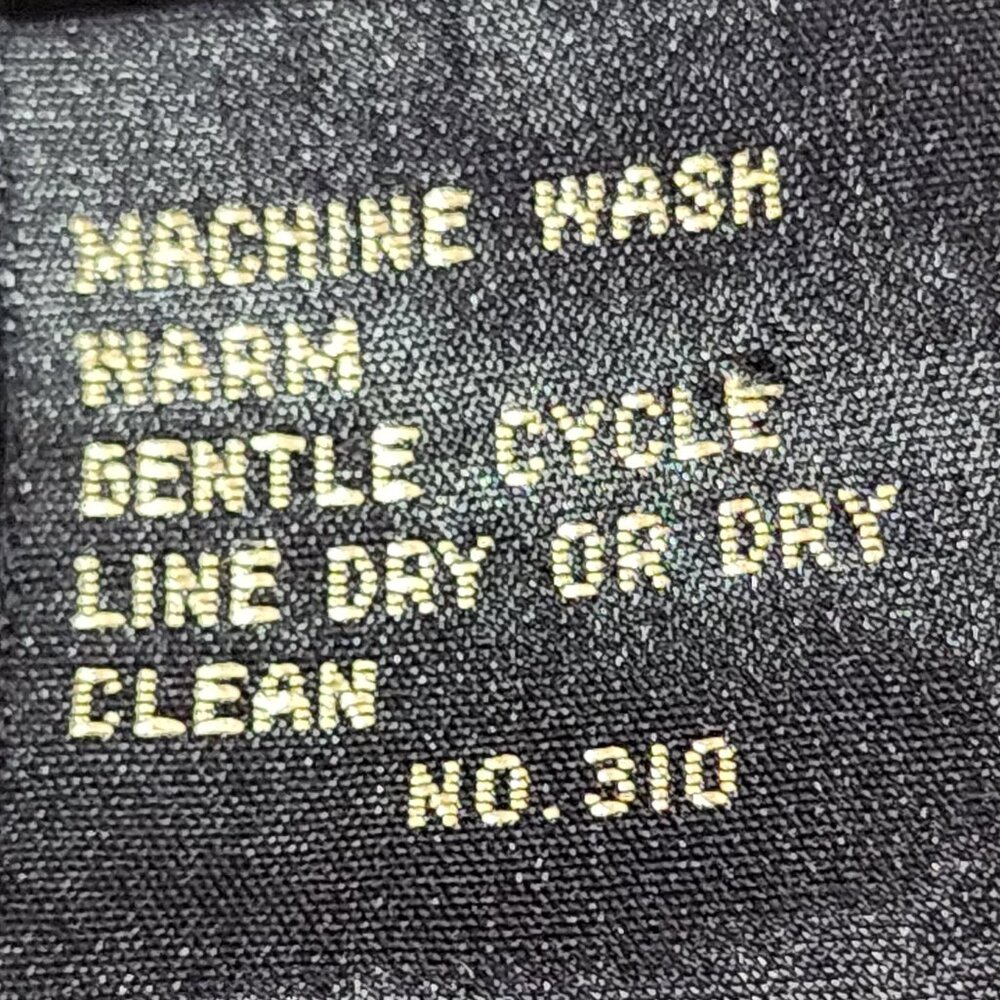 MACHINE WASH
WARM
GENTLE CYCLE
LINE DRY OR DRY
CLEAN
NO. 310